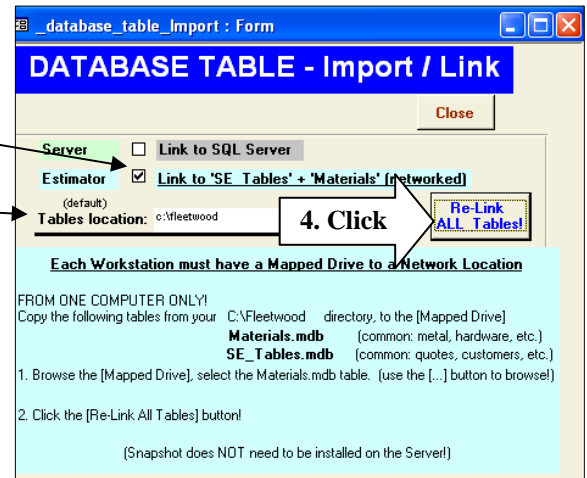 _database_table_Import : Form
DATABASE TABLE - Import / Link
Close
Server Link to SQL Server
Estimator Link to 'SE_Tables' + 'Materials' (networked)
(default)
Tables location: c:\fleetwood
4. Click
Re-Link
ALL Tables!
Each Workstation must have a Mapped Drive to a Network Location
FROM ONE COMPUTER ONLY!
Copy the following tables from your C:\Fleetwood directory, to the [Mapped Drive]
Materials.mdb (common: metal, hardware, etc.)
SE_Tables.mdb (common: quotes, customers, etc.)
1. Browse the [Mapped Drive], select the Materials.mdb table. (use the [...] button to browse!)
2. Click the [Re-Link All Tables] button!
(Snapshot does NOT need to be installed on the Server!)